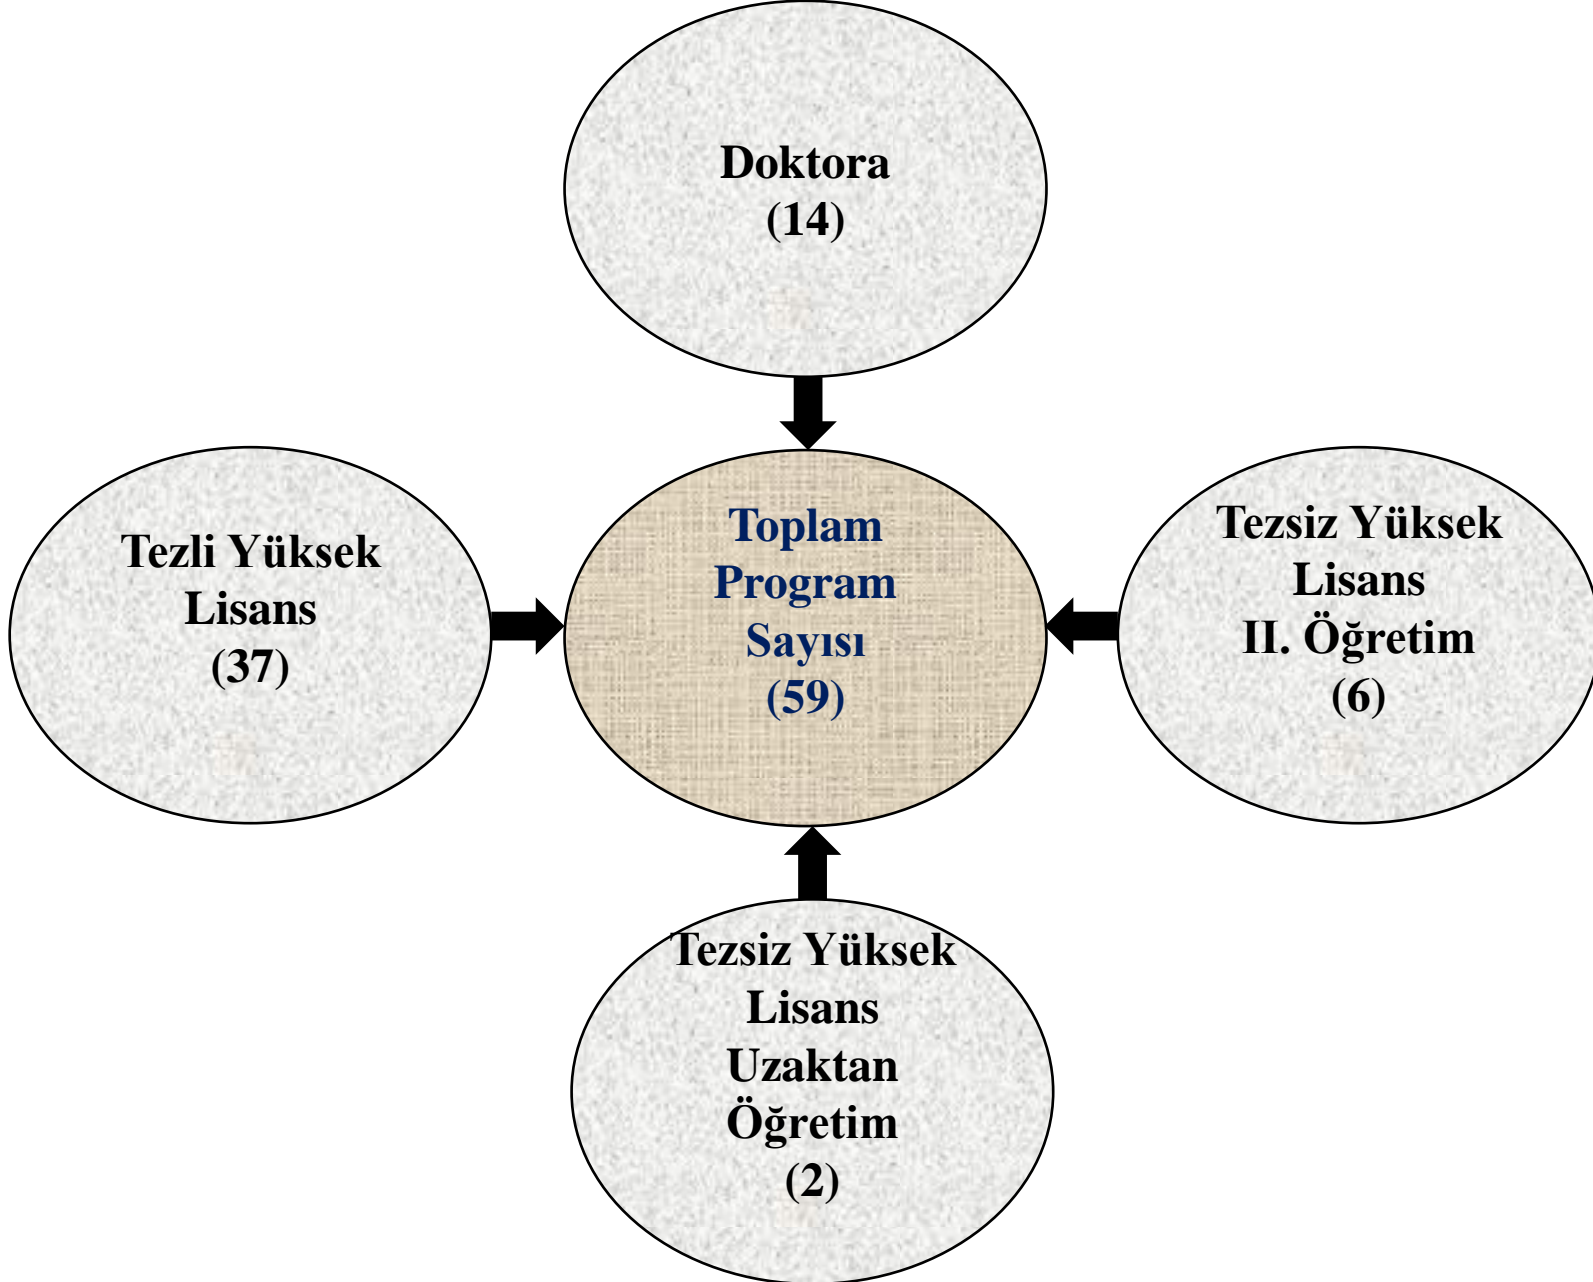 Doktora
(14)
Tezli Yüksek
Lisans
(37)
Toplam
Program
Sayısı
(59)
Tezsiz Yüksek
Lisans
II. Öğretim
(6)
Tezsiz Yüksek
Lisans
Uzaktan
Öğretim
(2)